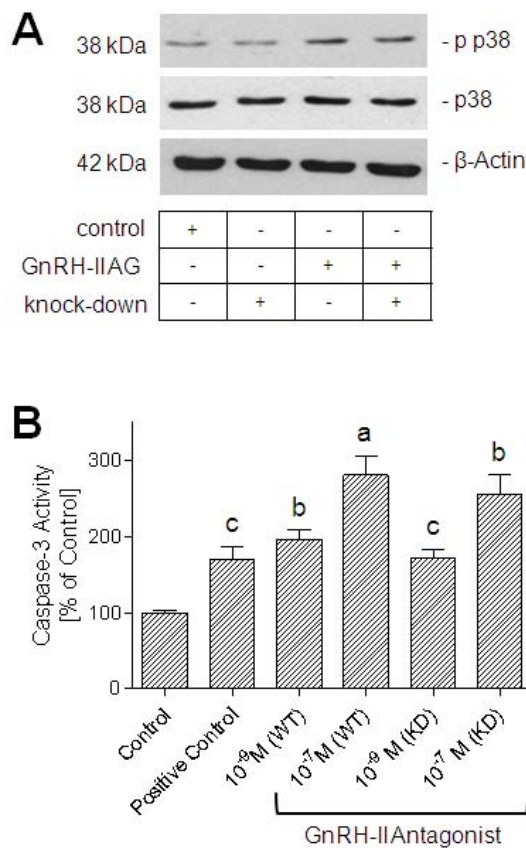 A
38 kDa - p p38
38 kDa - p38
42 kDa - β-Actin
control + - - -
GnRH-IIAG - - + +
knock-down - + - +
B
Caspase-3 Activity
[% of Control]
300
200
100
0
c b a c b
Control
Positive Control
10⁻⁹M (WT)
10⁻⁷M (WT)
10⁻⁹ M (KD)
10⁻⁷ M (KD)
GnRH-IIAntagonist